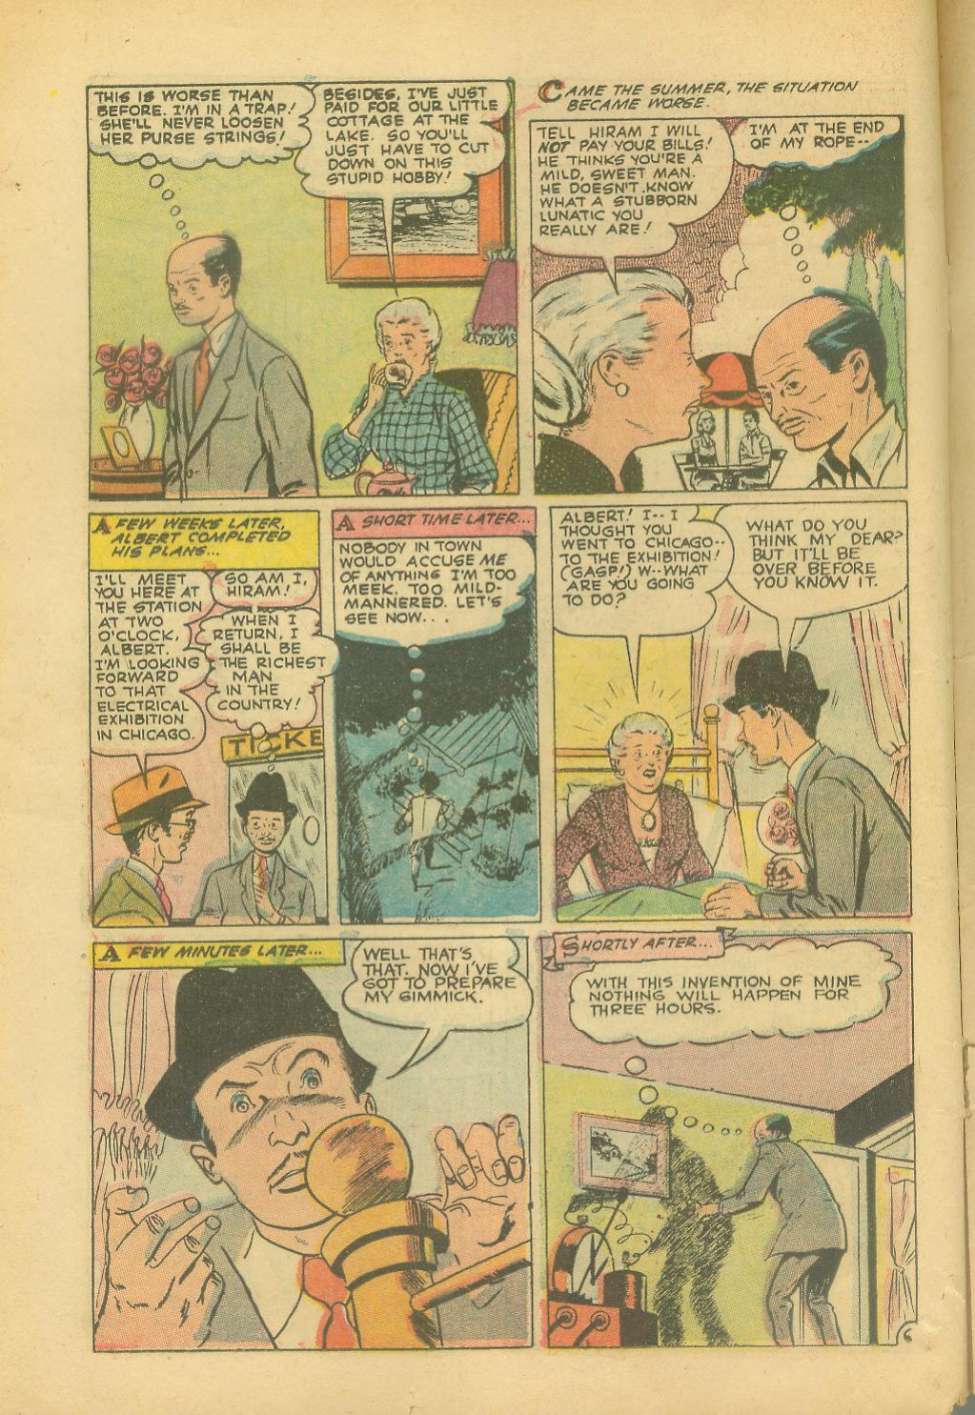 THIS IS WORSE THAN
BEFORE. I'M IN A TRAP!
SHE'LL NEVER LOOSEN
HER PURSE STRINGS!
BESIDES, I'VE JUST
PAID FOR OUR LITTLE
COTTAGE AT THE
LAKE. SO YOU'LL
JUST HAVE TO CUT
DOWN ON THIS
STUPID HOBBY!
CAME THE SUMMER, THE SITUATION
BECAME WORSE.
TELL HIRAM I WILL
NOT PAY YOUR BILLS!
HE THINKS YOU'RE A
MILD, SWEET MAN.
HE DOESN'T KNOW
WHAT A STUBBORN
LUNATIC YOU
REALLY ARE!
I'M AT THE END
OF MY ROPE--
A FEW WEEKS LATER,
ALBERT COMPLETED
HIS PLANS...
I'LL MEET
YOU HERE AT
THE STATION
AT TWO
O'CLOCK,
ALBERT.
I'M LOOKING
FORWARD
TO THAT
ELECTRICAL
EXHIBITION
IN CHICAGO.
SO AM I,
HIRAM!
WHEN I
RETURN, I
SHALL BE
THE RICHEST
MAN
IN THE
COUNTRY!
TICKE
A SHORT TIME LATER...
NOBODY IN TOWN
WOULD ACCUSE ME
OF ANYTHING I'M TOO
MEEK. TOO MILD-
MANNERED. LET'S
SEE NOW...
ALBERT! I-- I
THOUGHT YOU
WENT TO CHICAGO--
TO THE EXHIBITION!
(GASP!) W--WHAT
ARE YOU GOING
TO DO?
WHAT DO YOU
THINK MY DEAR?
BUT IT'LL BE
OVER BEFORE
YOU KNOW IT.
A FEW MINUTES LATER...
WELL THAT'S
THAT. NOW I'VE
GOT TO PREPARE
MY GIMMICK.
SHORTLY AFTER...
WITH THIS INVENTION OF MINE
NOTHING WILL HAPPEN FOR
THREE HOURS.
6